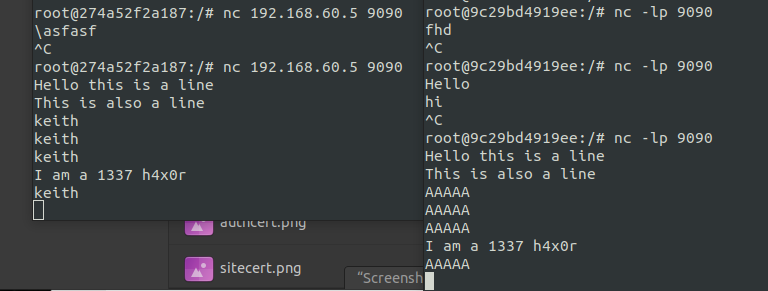 root@274a52f2a187:/# nc 192.168.60.5 9090
\asfasf
^C
root@274a52f2a187:/# nc 192.168.60.5 9090
Hello this is a line
This is also a line
keith
keith
keith
I am a 1337 h4x0r
keith
root@9c29bd4919ee:/# nc -lp 9090
fhd
^C
root@9c29bd4919ee:/# nc -lp 9090
Hello
hi
^C
root@9c29bd4919ee:/# nc -lp 9090
Hello this is a line
This is also a line
AAAAA
AAAAA
AAAAA
I am a 1337 h4x0r
AAAAA
authcert.png
sitecert.png
“Screensh